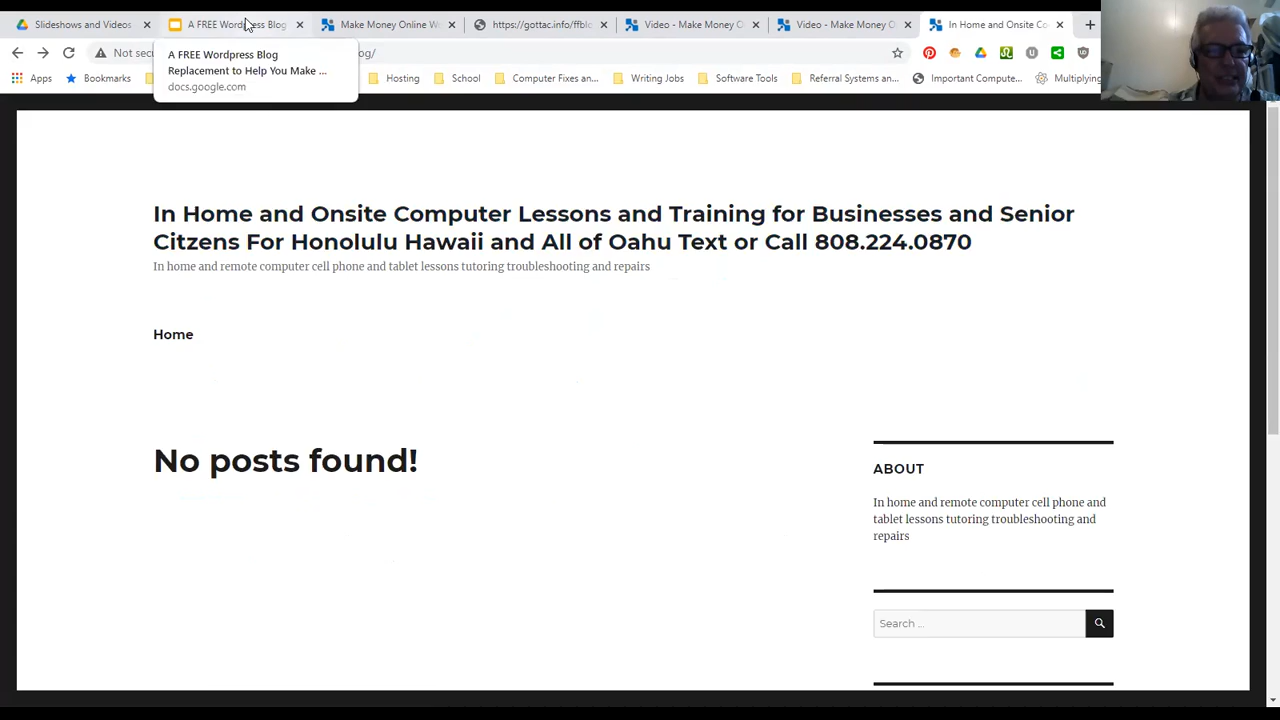 Slideshows and Videos
A FREE Wordpress Blog
Make Money Online W
https://gottac.info/ffblo
Video - Make Money O
Video - Make Money O
In Home and Onsite Co
Not sec
og/
A FREE Wordpress Blog
Replacement to Help You Make ...
docs.google.com
Apps
Bookmarks
Hosting
School
Computer Fixes an...
Writing Jobs
Software Tools
Referral Systems an...
Important Compute...
Multiplying
In Home and Onsite Computer Lessons and Training for Businesses and Senior
Citzens For Honolulu Hawaii and All of Oahu Text or Call 808.224.0870
In home and remote computer cell phone and tablet lessons tutoring troubleshooting and repairs
Home
No posts found!
ABOUT
In home and remote computer cell phone and
tablet lessons tutoring troubleshooting and
repairs
Search ...